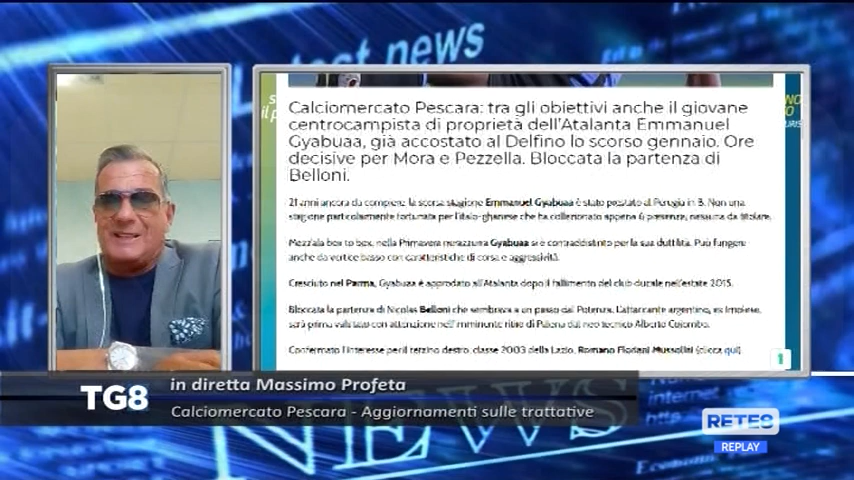 Latest news
Calciomercato Pescara: tra gli obiettivi anche il giovane
centrocampista di proprietà dell'Atalanta Emmanuel
Gyabuaa, già accostato al Delfino lo scorso gennaio. Ore
decisive per Mora e Pezzella. Bloccata la partenza di
Belloni.
21 anni ancora da compiere, la scorsa stagione Emmanuel Gyabuaa è stato prestato al Perugia in B. Non una
stagione particolarmente fortunata per l'italo-ghanese che ha collezionato appena 6 presenze, nessuna da titolare.
Mezz'ala box to box, nella Primavera nerazzurra Gyabuaa si è contraddistinto per la sua duttilità. Può fungere
anche da vertice basso con caratteristiche di corsa e aggressività.
Cresciuto nel Parma, Gyabuaa è approdato all'Atalanta dopo il fallimento del club ducale nell'estate 2015.
Bloccata la partenza di Nicolas Belloni che sembrava a un passo dal Potenza. L'attaccante argentino, ex Imolese,
sarà prima valutato con attenzione nell'imminente ritiro di Palena dal neo tecnico Alberto Colombo.
Confermato l'interesse per il terzino destro, classe 2003 della Lazio, Romano Floriani Mussolini (clicca qui)
1
TG8
in diretta Massimo Profeta
Calciomercato Pescara - Aggiornamenti sulle trattative
RETE8
REPLAY
NEWS
internet
http